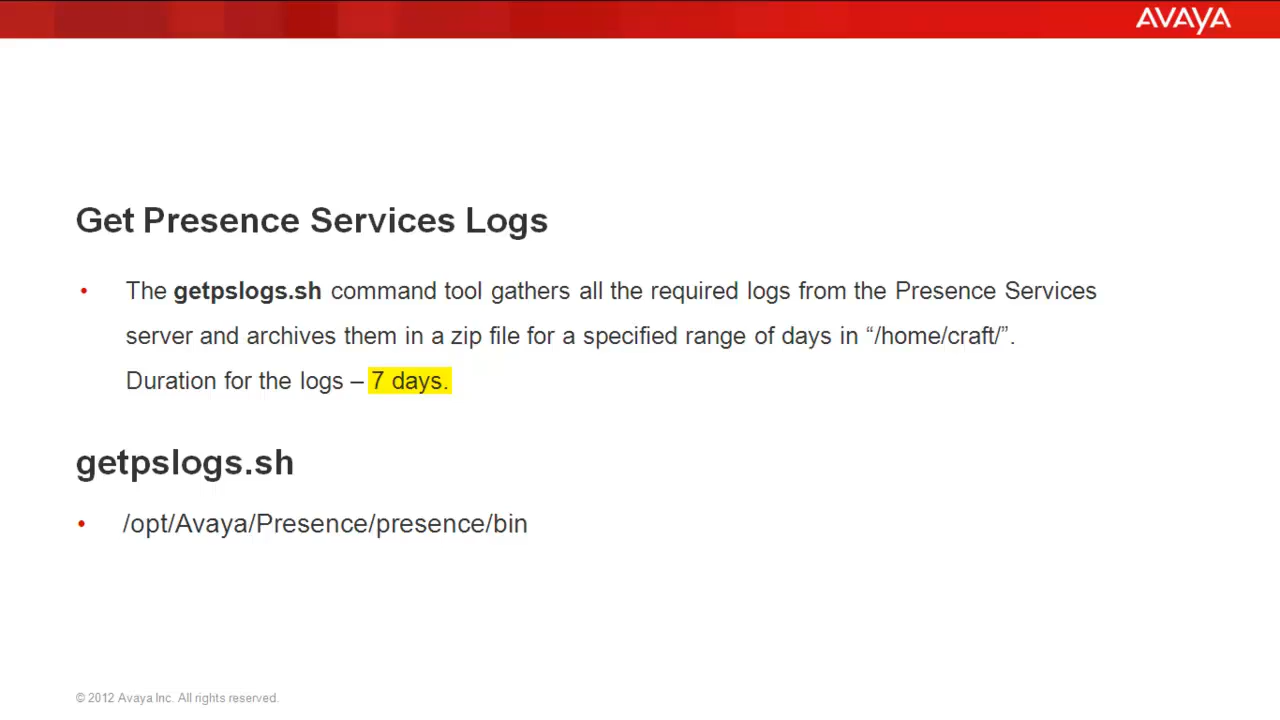 AVAYA
Get Presence Services Logs
• The getpslogs.sh command tool gathers all the required logs from the Presence Services
server and archives them in a zip file for a specified range of days in “/home/craft/”.
Duration for the logs – 7 days.
getpslogs.sh
• /opt/Avaya/Presence/presence/bin
© 2012 Avaya Inc. All rights reserved.